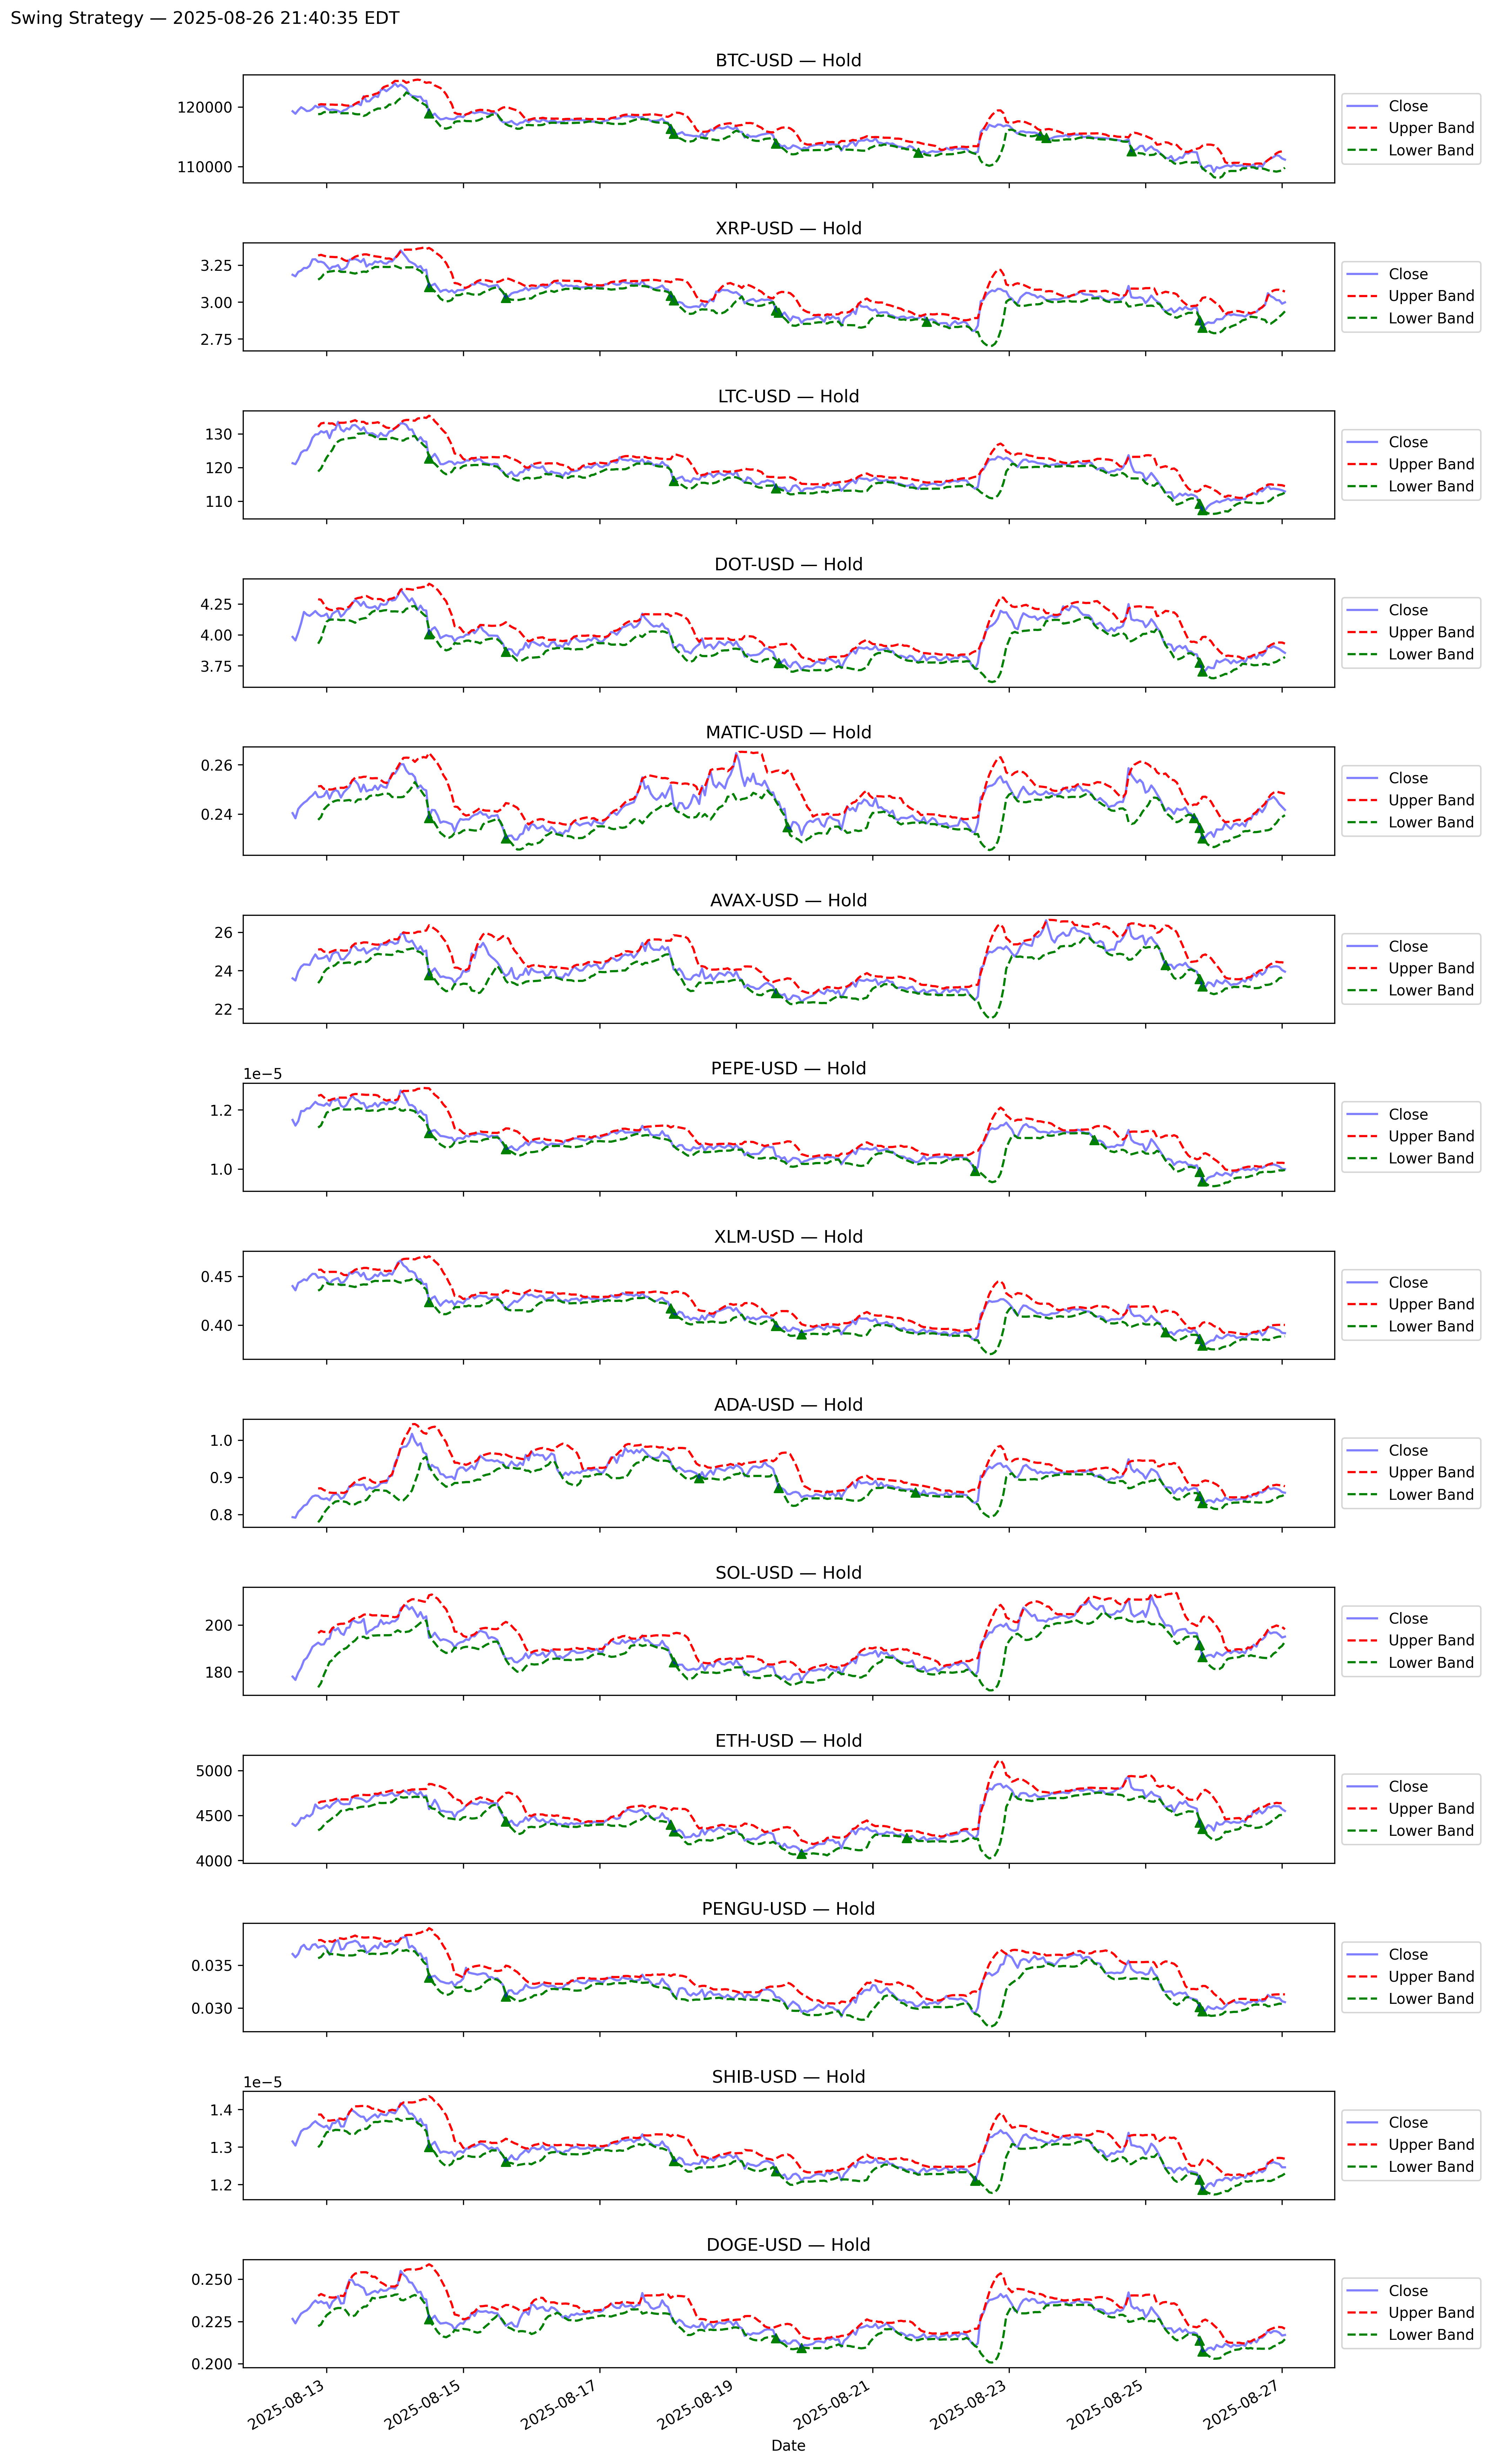 Swing Strategy — 2025-08-26 21:40:35 EDT
BTC-USD — Hold
120000
110000
Close
Upper Band
Lower Band
XRP-USD — Hold
3.25
3.00
2.75
Close
Upper Band
Lower Band
LTC-USD — Hold
130
120
110
Close
Upper Band
Lower Band
DOT-USD — Hold
4.25
4.00
3.75
Close
Upper Band
Lower Band
MATIC-USD — Hold
0.26
0.24
Close
Upper Band
Lower Band
AVAX-USD — Hold
26
24
22
Close
Upper Band
Lower Band
PEPE-USD — Hold
1e−5
1.2
1.0
Close
Upper Band
Lower Band
XLM-USD — Hold
0.45
0.40
Close
Upper Band
Lower Band
ADA-USD — Hold
1.0
0.9
0.8
Close
Upper Band
Lower Band
SOL-USD — Hold
200
180
Close
Upper Band
Lower Band
ETH-USD — Hold
5000
4500
4000
Close
Upper Band
Lower Band
PENGU-USD — Hold
0.035
0.030
Close
Upper Band
Lower Band
SHIB-USD — Hold
1e−5
1.4
1.3
1.2
Close
Upper Band
Lower Band
DOGE-USD — Hold
0.250
0.225
0.200
Close
Upper Band
Lower Band
2025-08-13
2025-08-15
2025-08-17
2025-08-19
2025-08-21
2025-08-23
2025-08-25
2025-08-27
Date